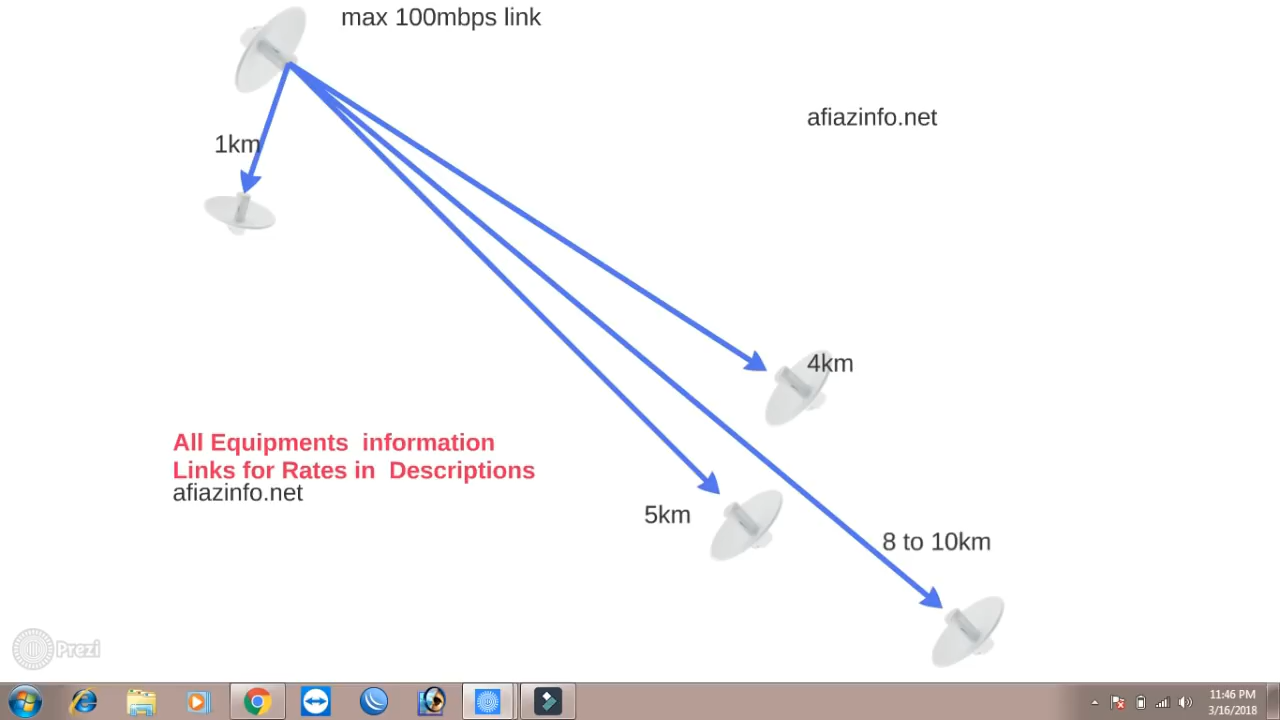 max 100mbps link
afiazinfo.net
1km
4km
All Equipments  information
Links for Rates in  Descriptions
afiazinfo.net
5km
8 to 10km
Prezi
11:46 PM
3/16/2018